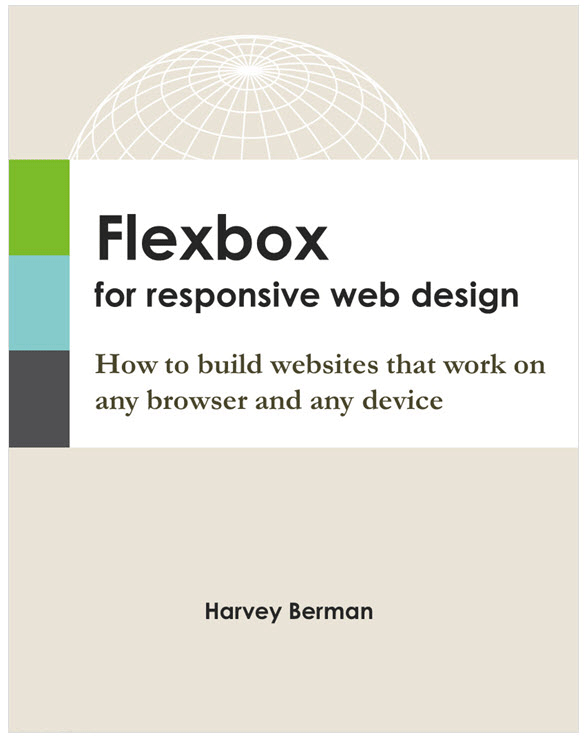 Flexbox
for responsive web design
How to build websites that work on
any browser and any device
Harvey Berman